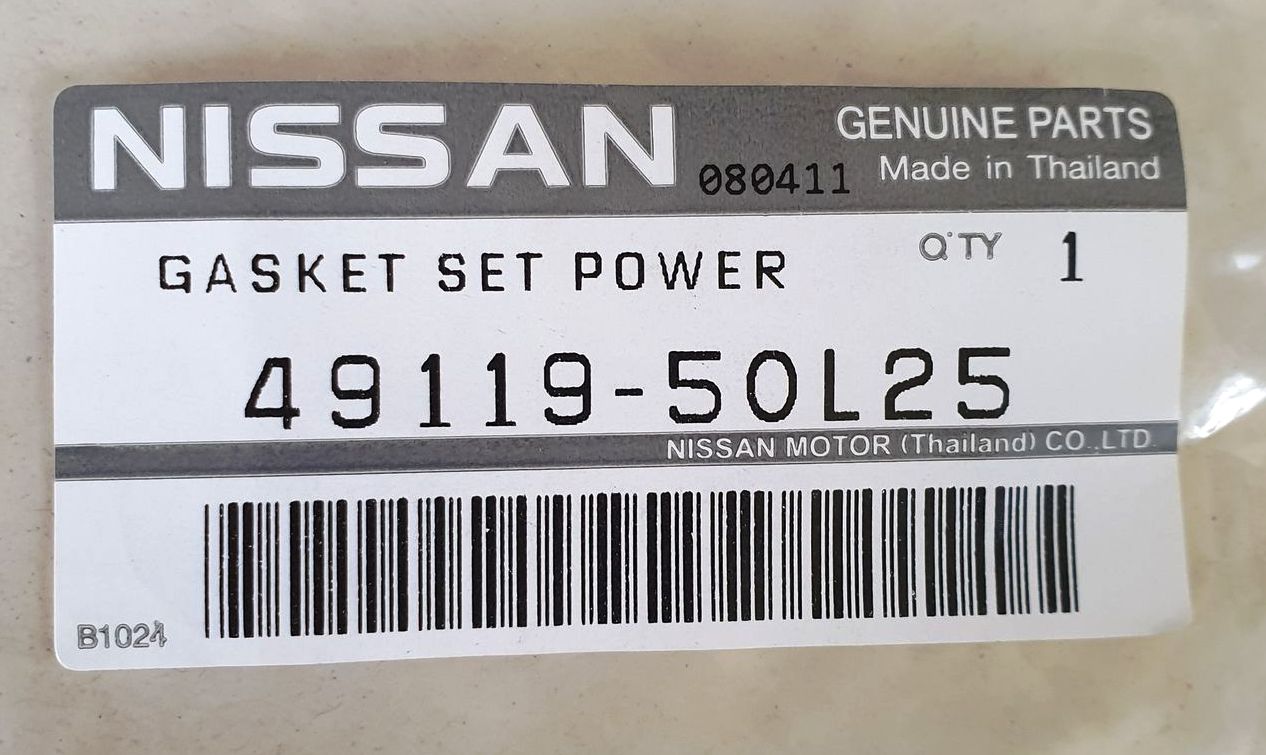 NISSAN 080411 GENUINE PARTS
Made in Thailand
GASKET SET POWER Q'TY 1
49119-50L25
NISSAN MOTOR (Thailand) CO.,LTD.
B1024